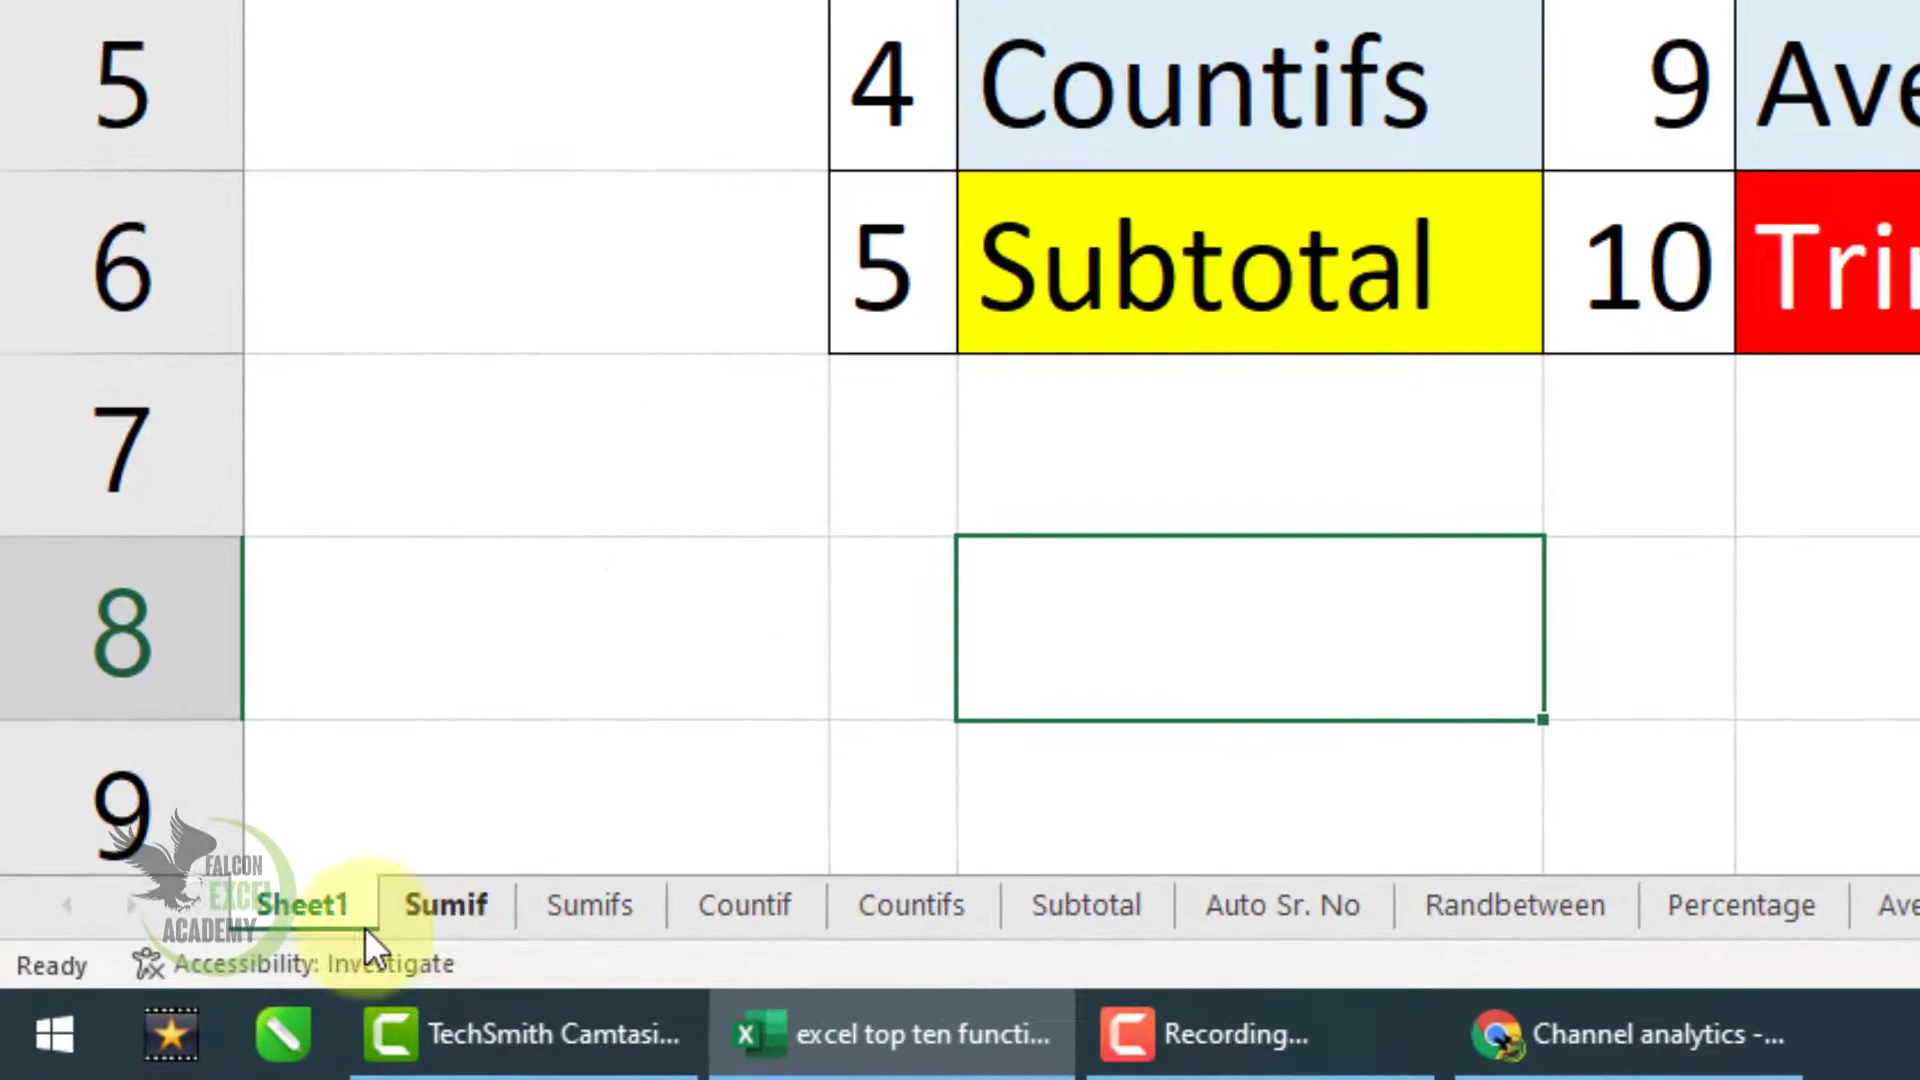 5 4 Countifs 9 Ave
6 5 Subtotal 10 Tri
7
8
9
FALCON
EXCEL
ACADEMY
Sheet1 Sumif Sumifs Countif Countifs Subtotal Auto Sr. No Randbetween Percentage Ave
Ready Accessibility: Investigate
TechSmith Camtasi... excel top ten functi... Recording... Channel analytics -...